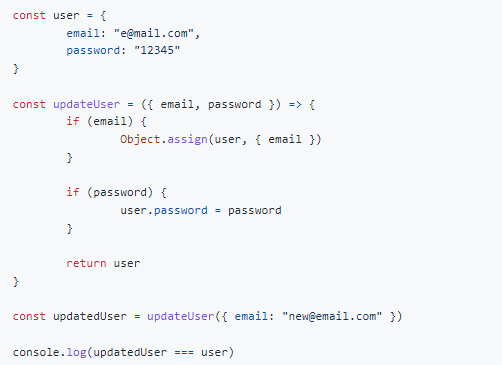 const user = {
email: "e@mail.com",
password: "12345"
}
const updateUser = ({ email, password }) => {
if (email) {
Object.assign(user, { email })
}
if (password) {
user.password = password
}
return user
}
const updatedUser = updateUser({ email: "new@email.com" })
console.log(updatedUser === user)